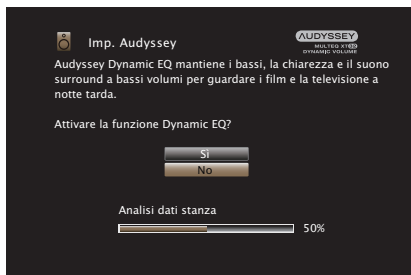 Imp. Audyssey
AUDYSSEY
MULTEQ XT32
DYNAMIC VOLUME
Audyssey Dynamic EQ mantiene i bassi, la chiarezza e il suono
surround a bassi volumi per guardare i film e la televisione a
notte tarda.
Attivare la funzione Dynamic EQ?
Sì
No
Analisi dati stanza
50%